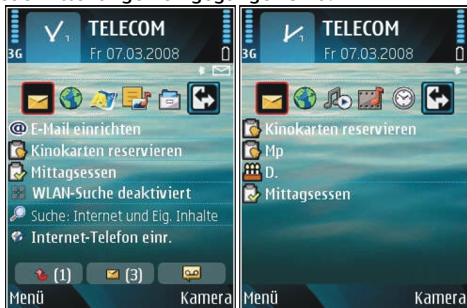 TELECOM
3G
Fr 07.03.2008
@ E-Mail einrichten
Kinokarten reservieren
Mittagsessen
WLAN-Suche deaktiviert
Suche: Internet und Eig. Inhalte
Internet-Telefon einr.
(1) (3)
Menü Kamera
TELECOM
3G
Fr 07.03.2008
Kinokarten reservieren
Mp
D.
Mittagsessen
Menü Kamera